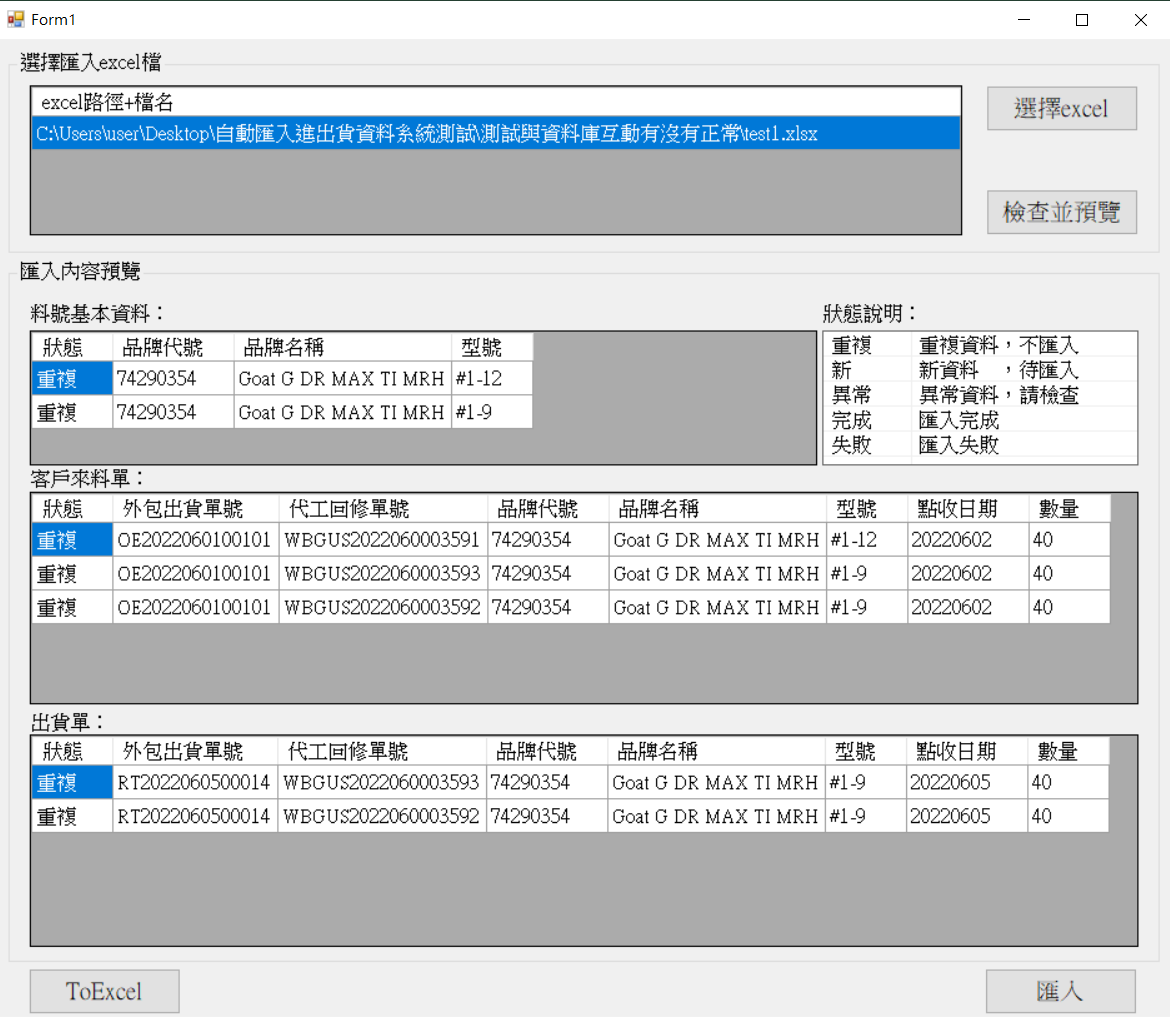 Form1
選擇匯入excel檔
excel路徑+檔名
C:\Users\user\Desktop\自動匯入進出貨資料系統測試\測試與資料庫互動有沒有正常\test1.xlsx
選擇excel
檢查並預覽
匯入內容預覽
料號基本資料：
狀態 品牌代號 品牌名稱 型號
重複 74290354 Goat G DR MAX TI MRH #1-12
重複 74290354 Goat G DR MAX TI MRH #1-9
狀態說明：
重複 重複資料，不匯入
新 新資料　，待匯入
異常 異常資料，請檢查
完成 匯入完成
失敗 匯入失敗
客戶來料單：
狀態 外包出貨單號 代工回修單號 品牌代號 品牌名稱 型號 點收日期 數量
重複 OE2022060100101 WBGUS2022060003591 74290354 Goat G DR MAX TI MRH #1-12 20220602 40
重複 OE2022060100101 WBGUS2022060003593 74290354 Goat G DR MAX TI MRH #1-9 20220602 40
重複 OE2022060100101 WBGUS2022060003592 74290354 Goat G DR MAX TI MRH #1-9 20220602 40
出貨單：
狀態 外包出貨單號 代工回修單號 品牌代號 品牌名稱 型號 點收日期 數量
重複 RT2022060500014 WBGUS2022060003593 74290354 Goat G DR MAX TI MRH #1-9 20220605 40
重複 RT2022060500014 WBGUS2022060003592 74290354 Goat G DR MAX TI MRH #1-9 20220605 40
ToExcel
匯入